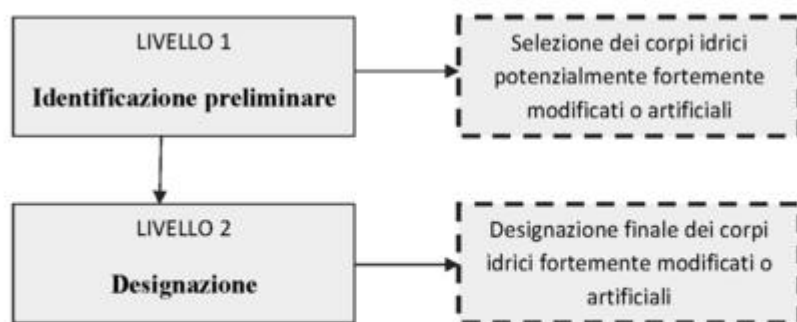 LIVELLO 1
Identificazione preliminare
Selezione dei corpi idrici
potenzialmente fortemente
modificati o artificiali
LIVELLO 2
Designazione
Designazione finale dei corpi
idrici fortemente modificati o
artificiali